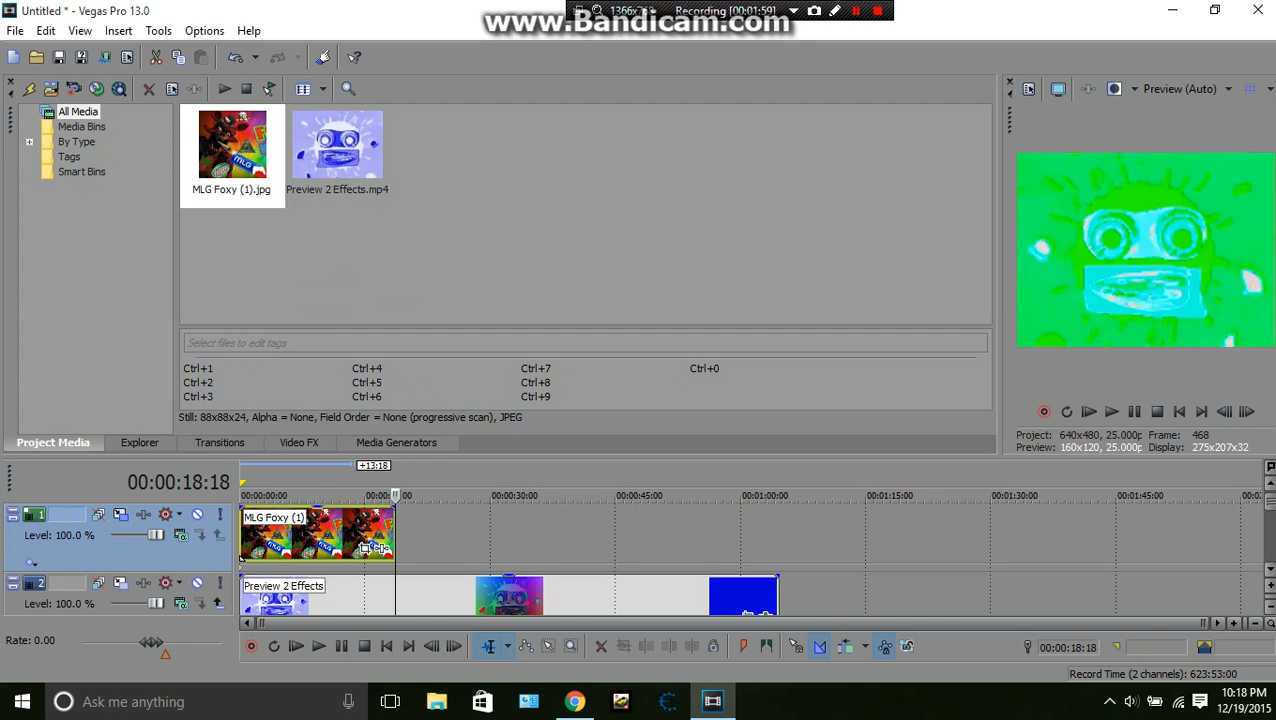 Untitled * - Vegas Pro 13.0
1366x768
Recording [00:01:59]
www.Bandicam.com
File Edit View Insert Tools Options Help
Preview (Auto)
All Media
Media Bins
By Type
Tags
Smart Bins
MLG Foxy (1).jpg
Preview 2 Effects.mp4
MLG
Select files to edit tags
Ctrl+1 Ctrl+4 Ctrl+7 Ctrl+0
Ctrl+2 Ctrl+5 Ctrl+8
Ctrl+3 Ctrl+6 Ctrl+9
Still: 88x88x24, Alpha = None, Field Order = None (progressive scan), JPEG
Project Media Explorer Transitions Video FX Media Generators
Project: 640x480, 25.000p Frame: 468
Preview: 160x120, 25.000p Display: 275x207x32
+13:18
00:00:18:18
00:00:00:00 00:00:30:00 00:00:45:00 00:01:00:00 00:01:15:00 00:01:30:00 00:01:45:00
1
Level: 100.0 %
MLG Foxy (1)
2
Level: 100.0 %
Preview 2 Effects
Rate: 0.00
00:00:18:18
Record Time (2 channels): 623:53:00
Ask me anything
10:18 PM
12/19/2015